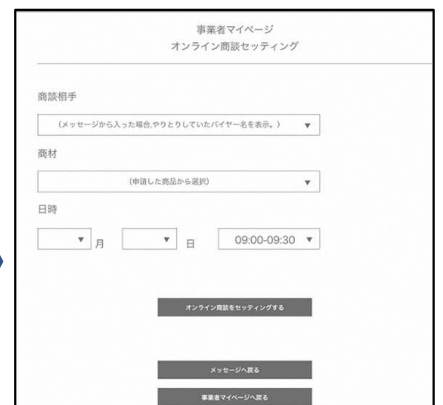 事業者マイページ
オンライン商談セッティング
商談相手
(メッセージから入った場合,やりとりしていたバイヤー名を表示。) ▼
商材
(申請した商品から選択) ▼
日時
▼ 月 ▼ 日 09:00-09:30 ▼
オンライン商談をセッティングする
メッセージへ戻る
事業者マイページへ戻る